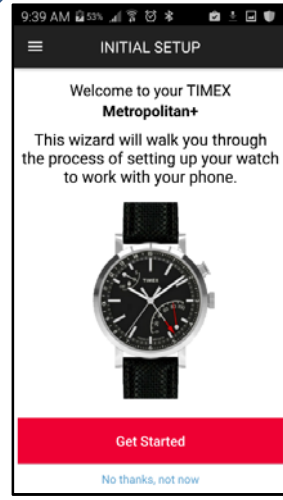 9:39 AM 53%
INITIAL SETUP
Welcome to your TIMEX
Metropolitan+
This wizard will walk you through
the process of setting up your watch
to work with your phone.
TIMEX
Get Started
No thanks, not now